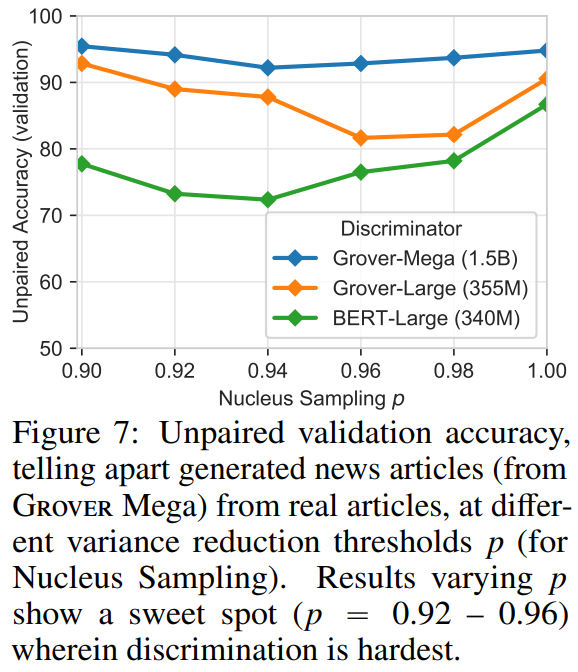 100
90
80
70
60
50
Unpaired Accuracy (validation)
Discriminator
Grover-Mega (1.5B)
Grover-Large (355M)
BERT-Large (340M)
0.90 0.92 0.94 0.96 0.98 1.00
Nucleus Sampling p
Figure 7: Unpaired validation accuracy,
telling apart generated news articles (from
GROVER Mega) from real articles, at differ-
ent variance reduction thresholds p (for
Nucleus Sampling). Results varying p
show a sweet spot (p = 0.92 – 0.96)
wherein discrimination is hardest.